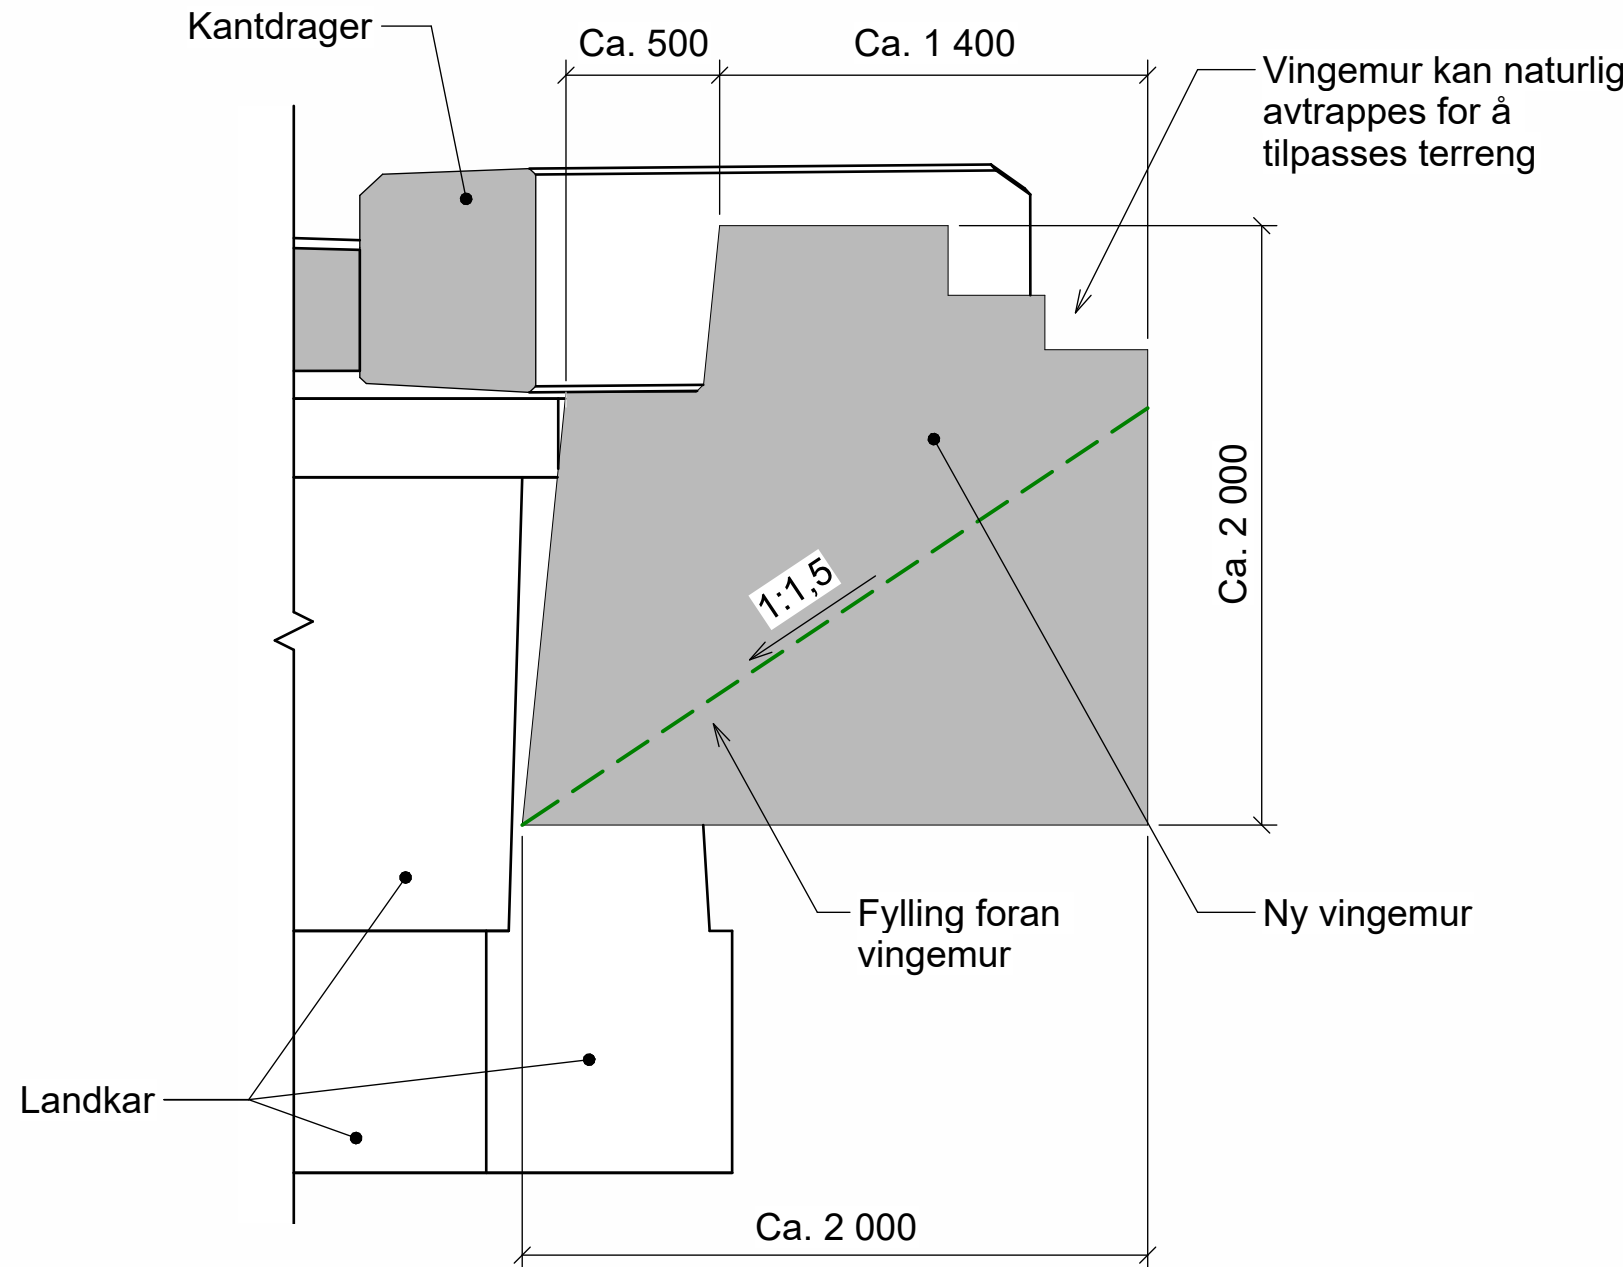 Kantdrager
Ca. 500
Ca. 1 400
Vingemur kan naturlig
avtrappes for å
tilpasses terreng
Ca. 2 000
1:1,5
Fylling foran
vingemur
Ny vingemur
Landkar
Ca. 2 000